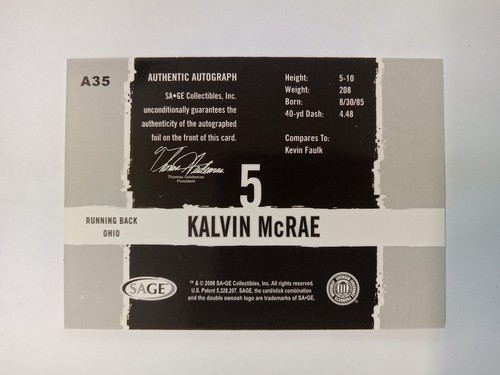 A35
AUTHENTIC AUTOGRAPH
SA•GE Collectibles, Inc.
unconditionally guarantees the
authenticity of the autographed
foil on the front of this card.
Thomas Geideman
President
Height: 5-10
Weight: 208
Born: 8/30/85
40-yd Dash: 4.48
Compares To:
Kevin Faulk
5
RUNNING BACK
OHIO
KALVIN McRAE
SAGE
™ & © 2008 SA•GE Collectibles, Inc. All rights reserved.
U.S. Patent 5,328,207. SAGE, the cardstick combination
and the double swoosh logo are trademarks of SA•GE.